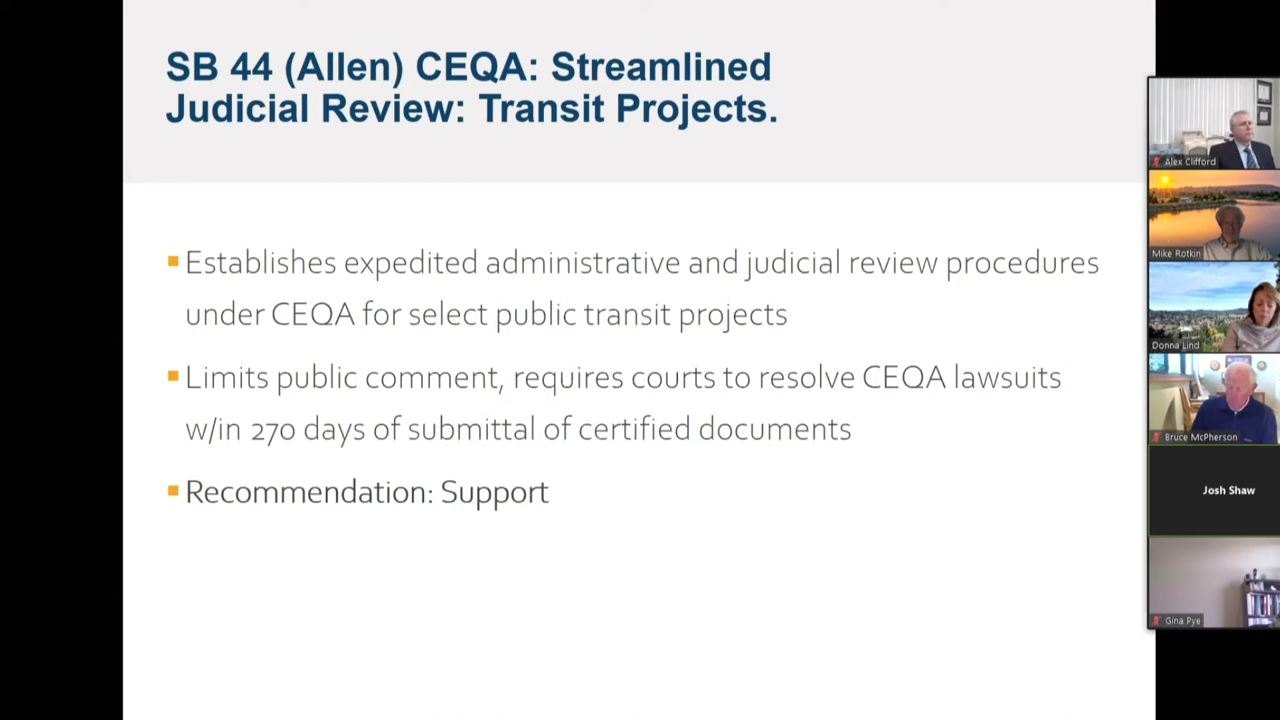 SB 44 (Allen) CEQA: Streamlined
Judicial Review: Transit Projects.
Establishes expedited administrative and judicial review procedures
under CEQA for select public transit projects
Limits public comment, requires courts to resolve CEQA lawsuits
w/in 270 days of submittal of certified documents
Recommendation: Support
Alex Clifford
Mike Rotkin
Donna Lind
Bruce McPherson
Josh Shaw
Gina Pye